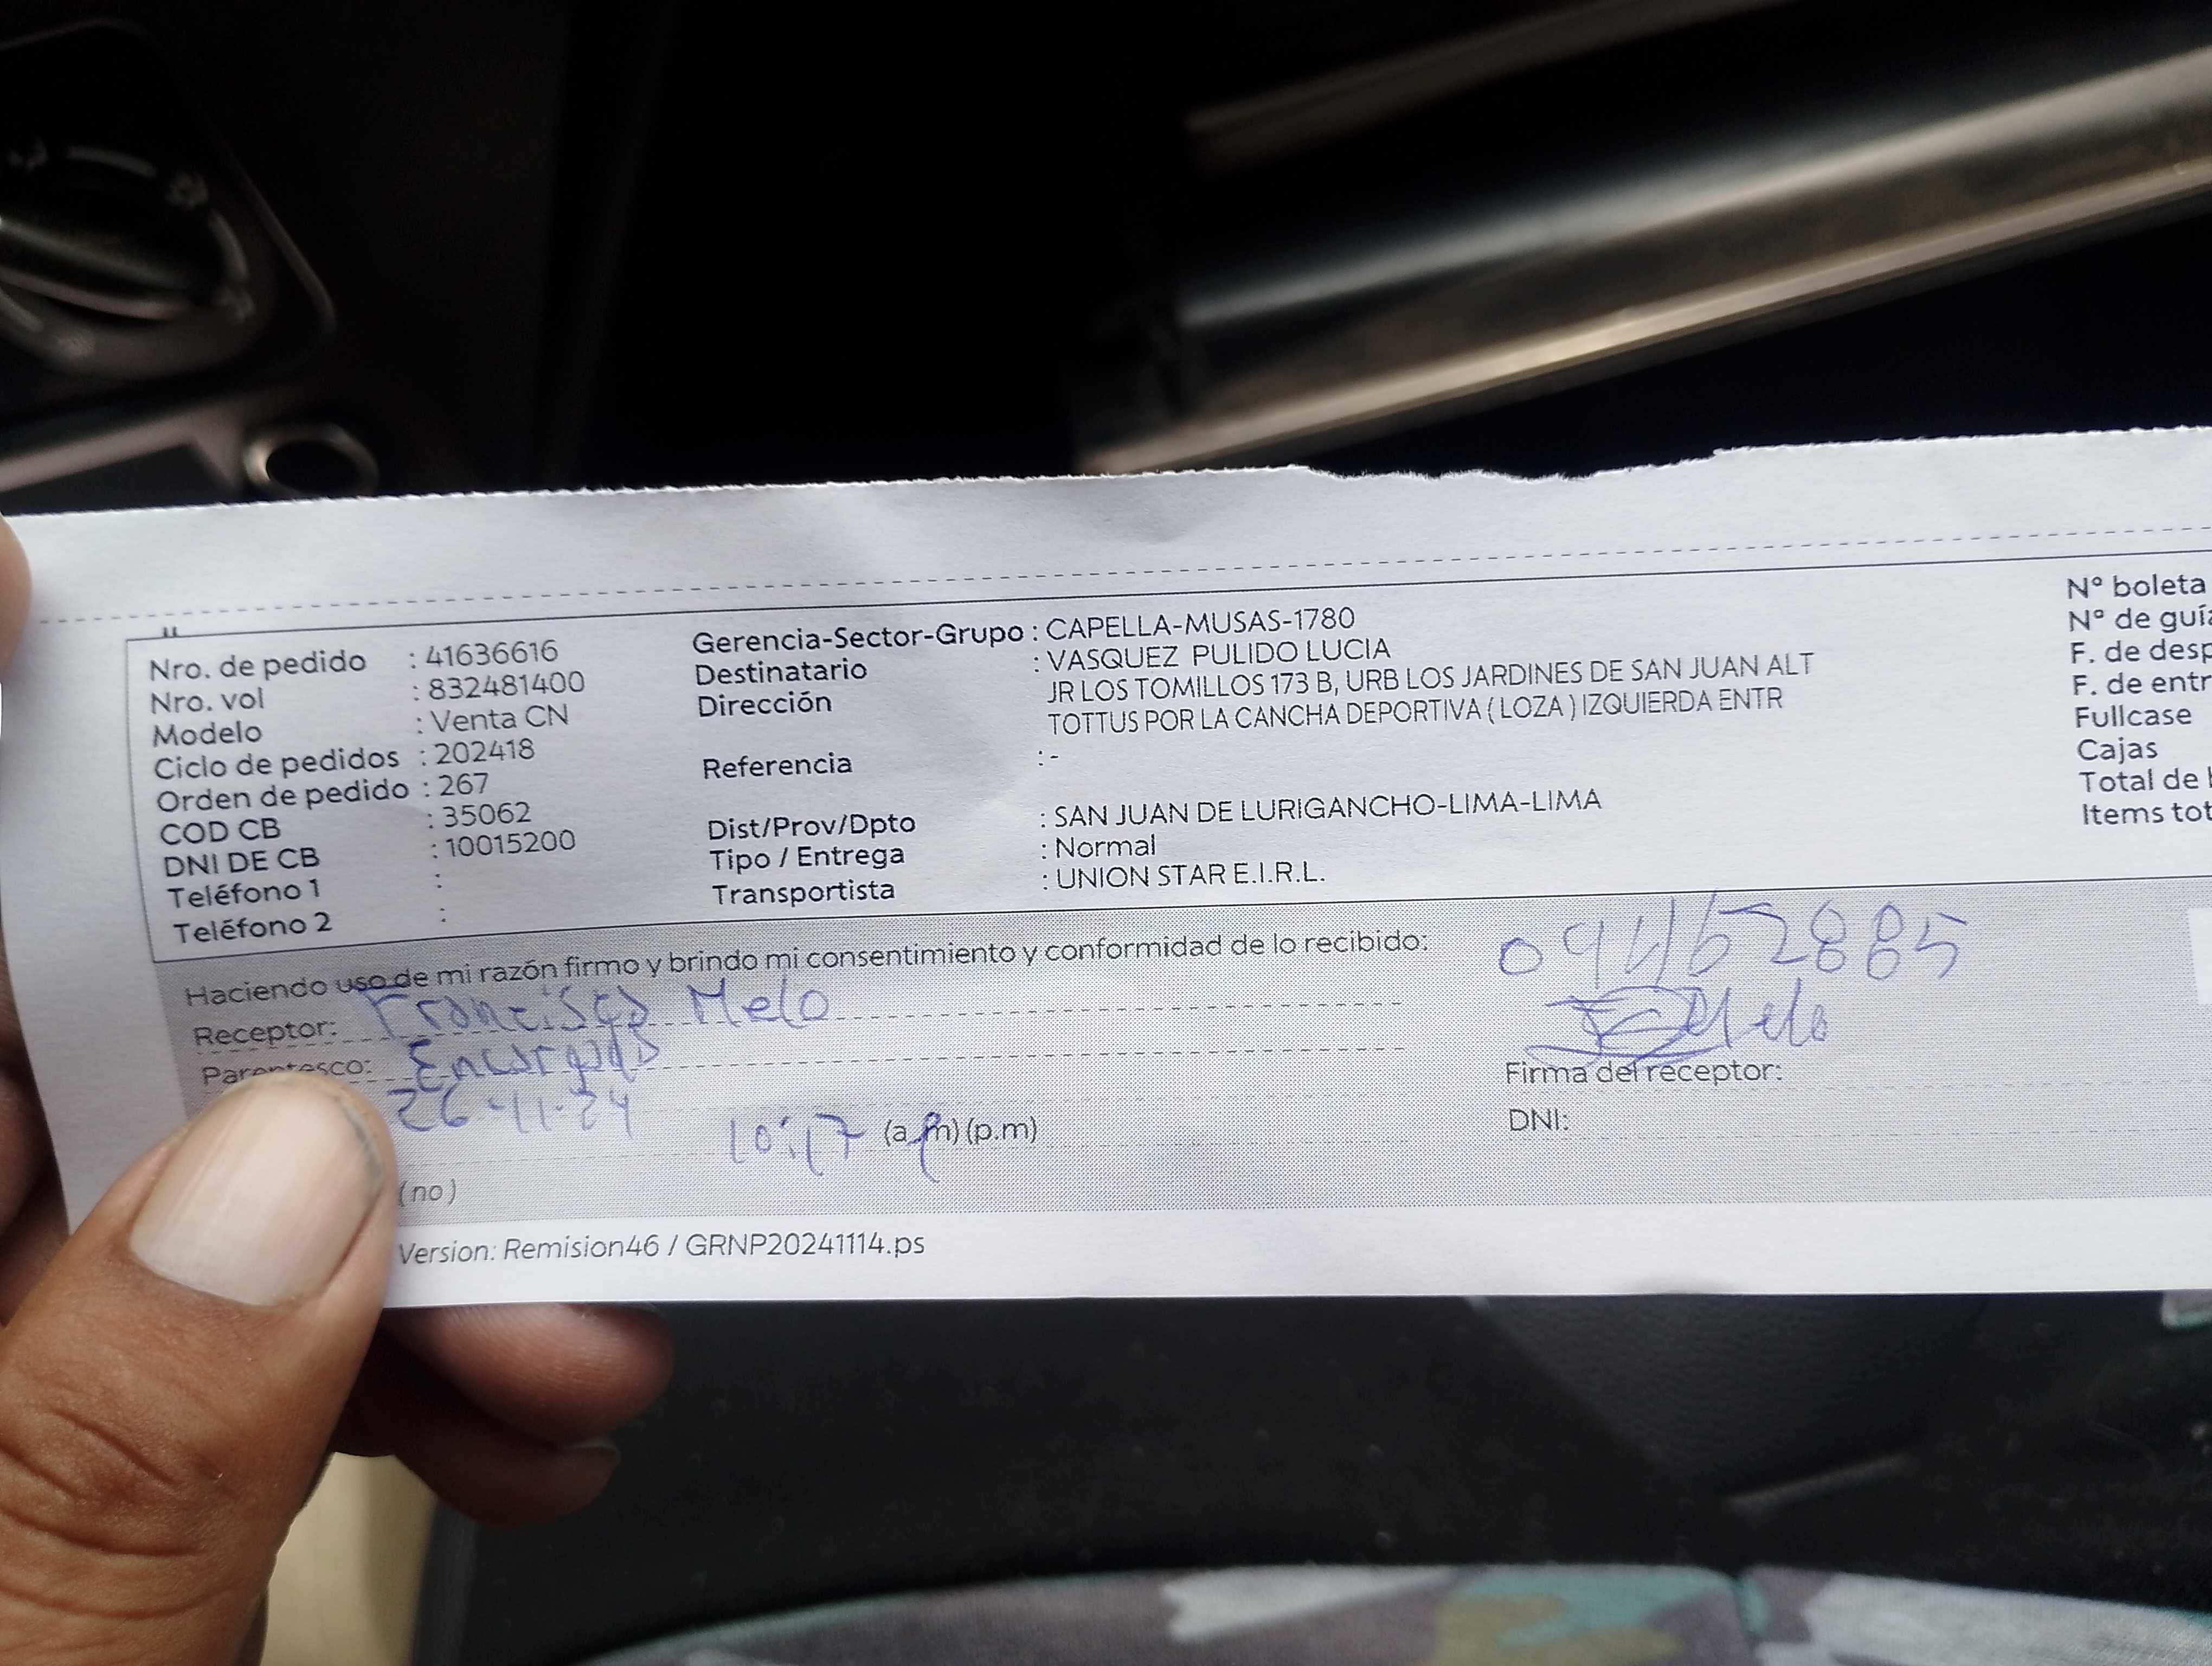 Nro. de pedido : 41636616
Nro. vol : 832481400
Modelo : Venta CN
Ciclo de pedidos : 202418
Orden de pedido : 267
COD CB : 35062
DNI DE CB : 10015200
Teléfono 1 :
Teléfono 2 :
Gerencia-Sector-Grupo : CAPELLA-MUSAS-1780
Destinatario : VASQUEZ PULIDO LUCIA
Dirección JR LOS TOMILLOS 173 B, URB LOS JARDINES DE SAN JUAN ALT
TOTTUS POR LA CANCHA DEPORTIVA ( LOZA ) IZQUIERDA ENTR
Referencia : -
Dist/Prov/Dpto : SAN JUAN DE LURIGANCHO-LIMA-LIMA
Tipo / Entrega : Normal
Transportista : UNION STAR E.I.R.L.
N° boleta
N° de guía
F. de desp
F. de entr
Fullcase
Cajas
Total de
Items tot
Haciendo uso de mi razón firmo y brindo mi consentimiento y conformidad de lo recibido:
Receptor: Francisco Melo
Parentesco: Encargado
26-11-24 10:17 (a.m) (p.m)
(no)
Melo
Firma del receptor:
DNI:
Version: Remision46 / GRNP20241114.ps